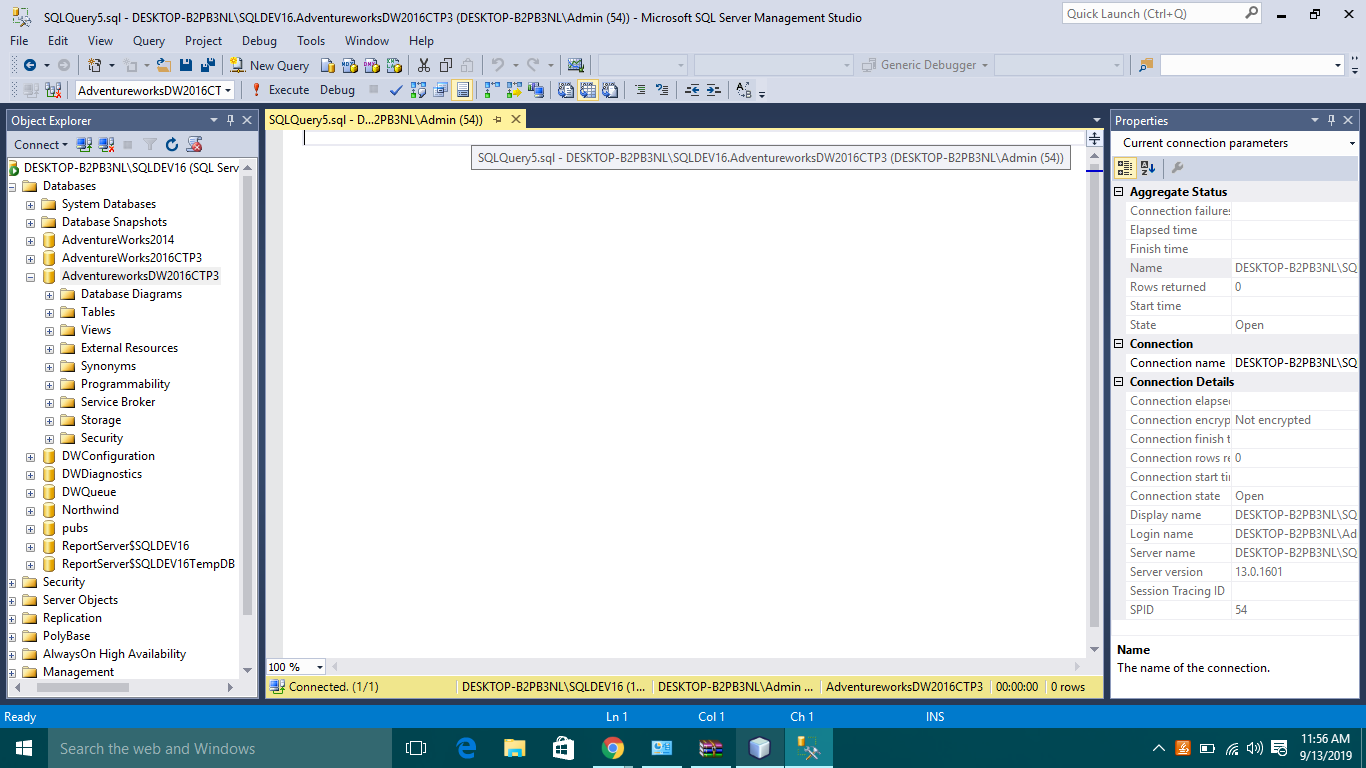 SQLQuery5.sql - DESKTOP-B2PB3NL\SQLDEV16.AdventureworksDW2016CTP3 (DESKTOP-B2PB3NL\Admin (54)) - Microsoft SQL Server Management Studio
Quick Launch (Ctrl+Q)
File Edit View Query Project Debug Tools Window Help
New Query
Generic Debugger
AdventureworksDW2016CT
Execute Debug
Object Explorer
Connect
DESKTOP-B2PB3NL\SQLDEV16 (SQL Serv
Databases
System Databases
Database Snapshots
AdventureWorks2014
AdventureWorks2016CTP3
AdventureworksDW2016CTP3
Database Diagrams
Tables
Views
External Resources
Synonyms
Programmability
Service Broker
Storage
Security
DWConfiguration
DWDiagnostics
DWQueue
Northwind
pubs
ReportServer$SQLDEV16
ReportServer$SQLDEV16TempDB
Security
Server Objects
Replication
PolyBase
AlwaysOn High Availability
Management
SQLQuery5.sql - D...2PB3NL\Admin (54))
SQLQuery5.sql - DESKTOP-B2PB3NL\SQLDEV16.AdventureworksDW2016CTP3 (DESKTOP-B2PB3NL\Admin (54))
100 %
Connected. (1/1)
DESKTOP-B2PB3NL\SQLDEV16 (1... DESKTOP-B2PB3NL\Admin ... AdventureworksDW2016CTP3 00:00:00 0 rows
Properties
Current connection parameters
Aggregate Status
Connection failures
Elapsed time
Finish time
Name DESKTOP-B2PB3NL\SQ
Rows returned 0
Start time
State Open
Connection
Connection name DESKTOP-B2PB3NL\SQ
Connection Details
Connection elapsed
Connection encryp Not encrypted
Connection finish t
Connection rows re 0
Connection start ti
Connection state Open
Display name DESKTOP-B2PB3NL\SQ
Login name DESKTOP-B2PB3NL\Ad
Server name DESKTOP-B2PB3NL\SQ
Server version 13.0.1601
Session Tracing ID
SPID 54
Name
The name of the connection.
Ready Ln 1 Col 1 Ch 1 INS
Search the web and Windows
11:56 AM
9/13/2019